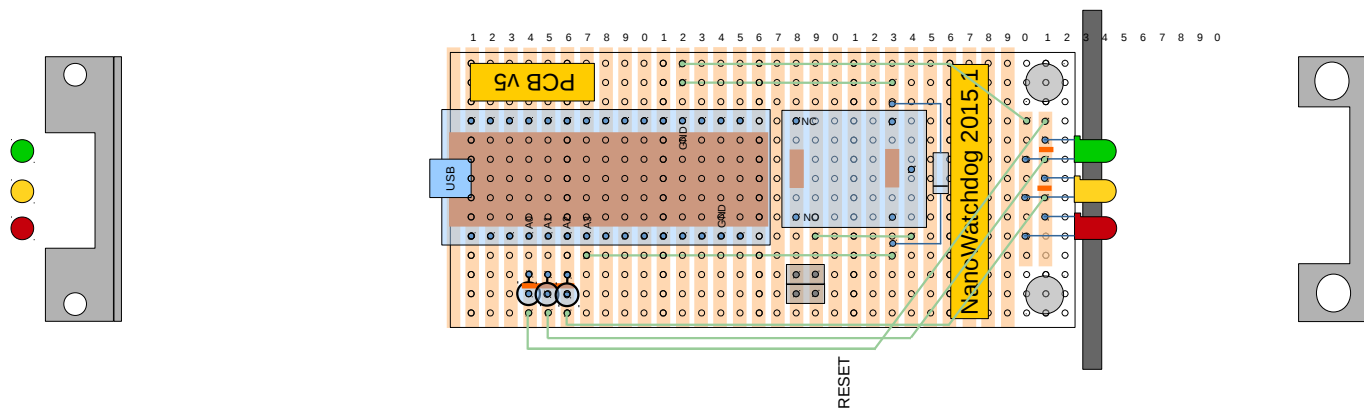 1 2 3 4 5 6 7 8 9 0 1 2 3 4 5 6 7 8 9 0 1 2 3 4 5 6 7 8 9 0 1 2 3 4 5 6 7 8 9 0
PCB v5
NC
GND
USB
NanoWatchdog 2015.1
A0
A1
A2
A3
GND
NO
RESET